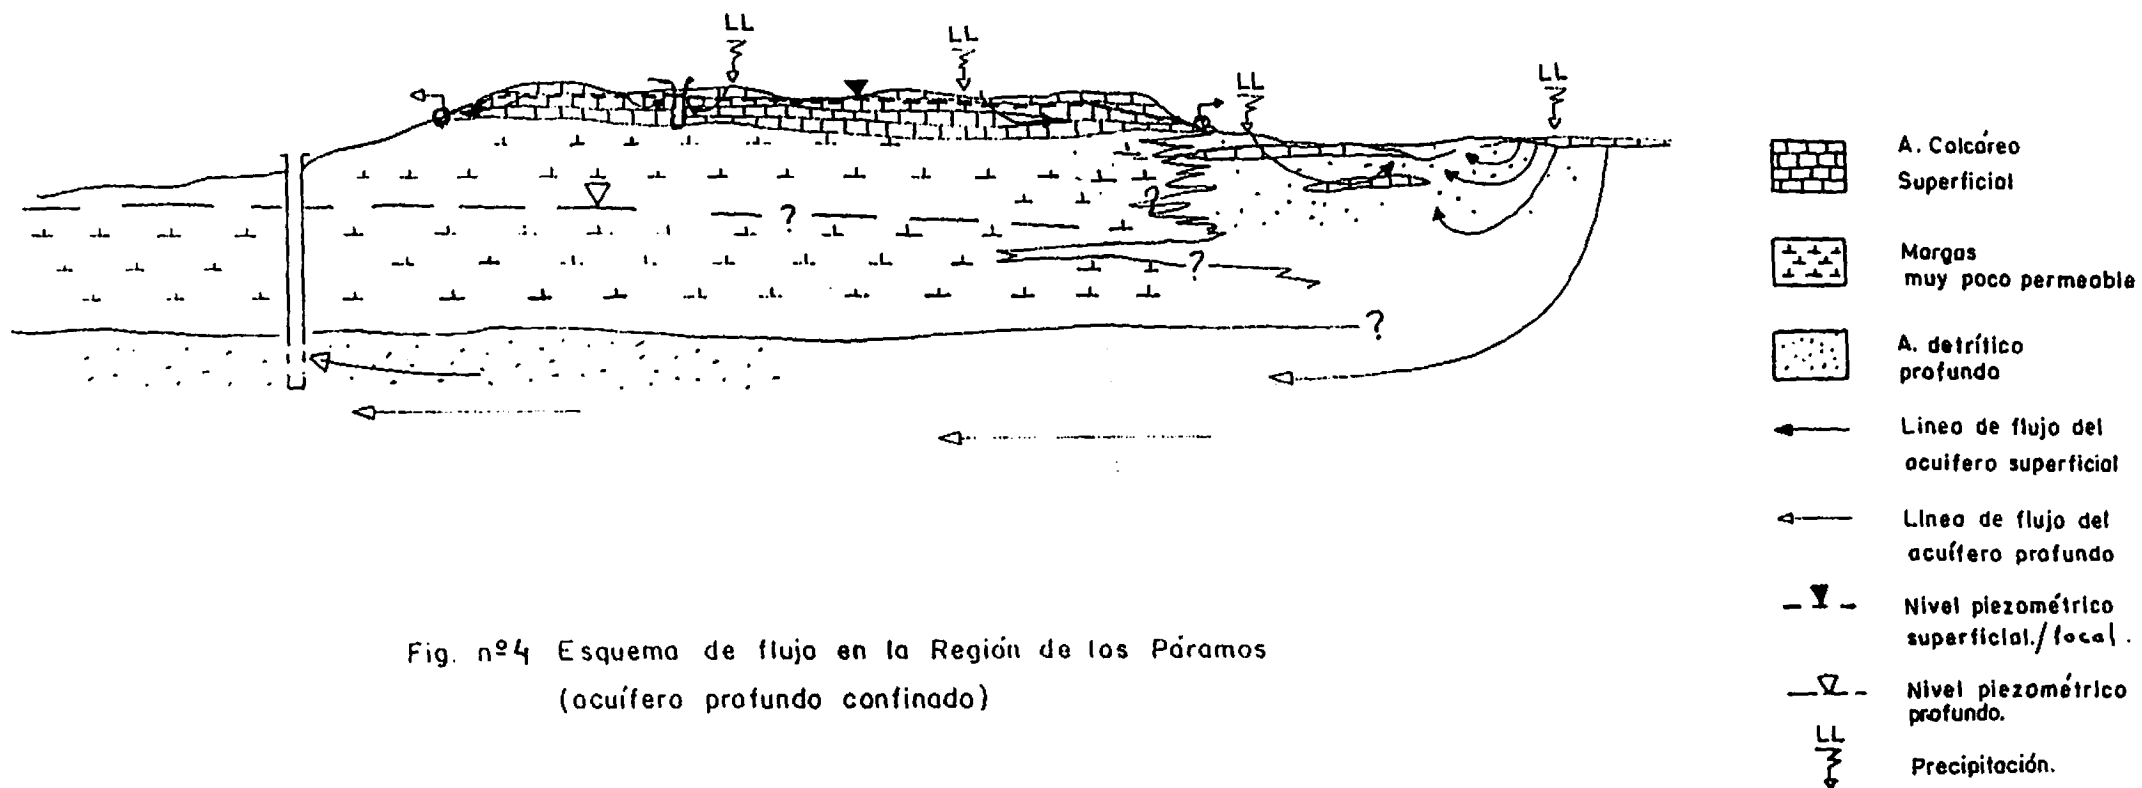 LL
LL
LL
LL
?
?
?
?
A. Colcáreo
Superficial
Margas
muy poco permeable
A. detrítico
profundo
Linea de flujo del
acuifero superficial
Linea de flujo del
acuífero profundo
Nivel piezométrico
superficial./local.
Nivel piezométrico
profundo.
LL
Precipitación.
Fig. nº4 Esquema de flujo en la Región de los Páramos
(acuífero profundo confinado)